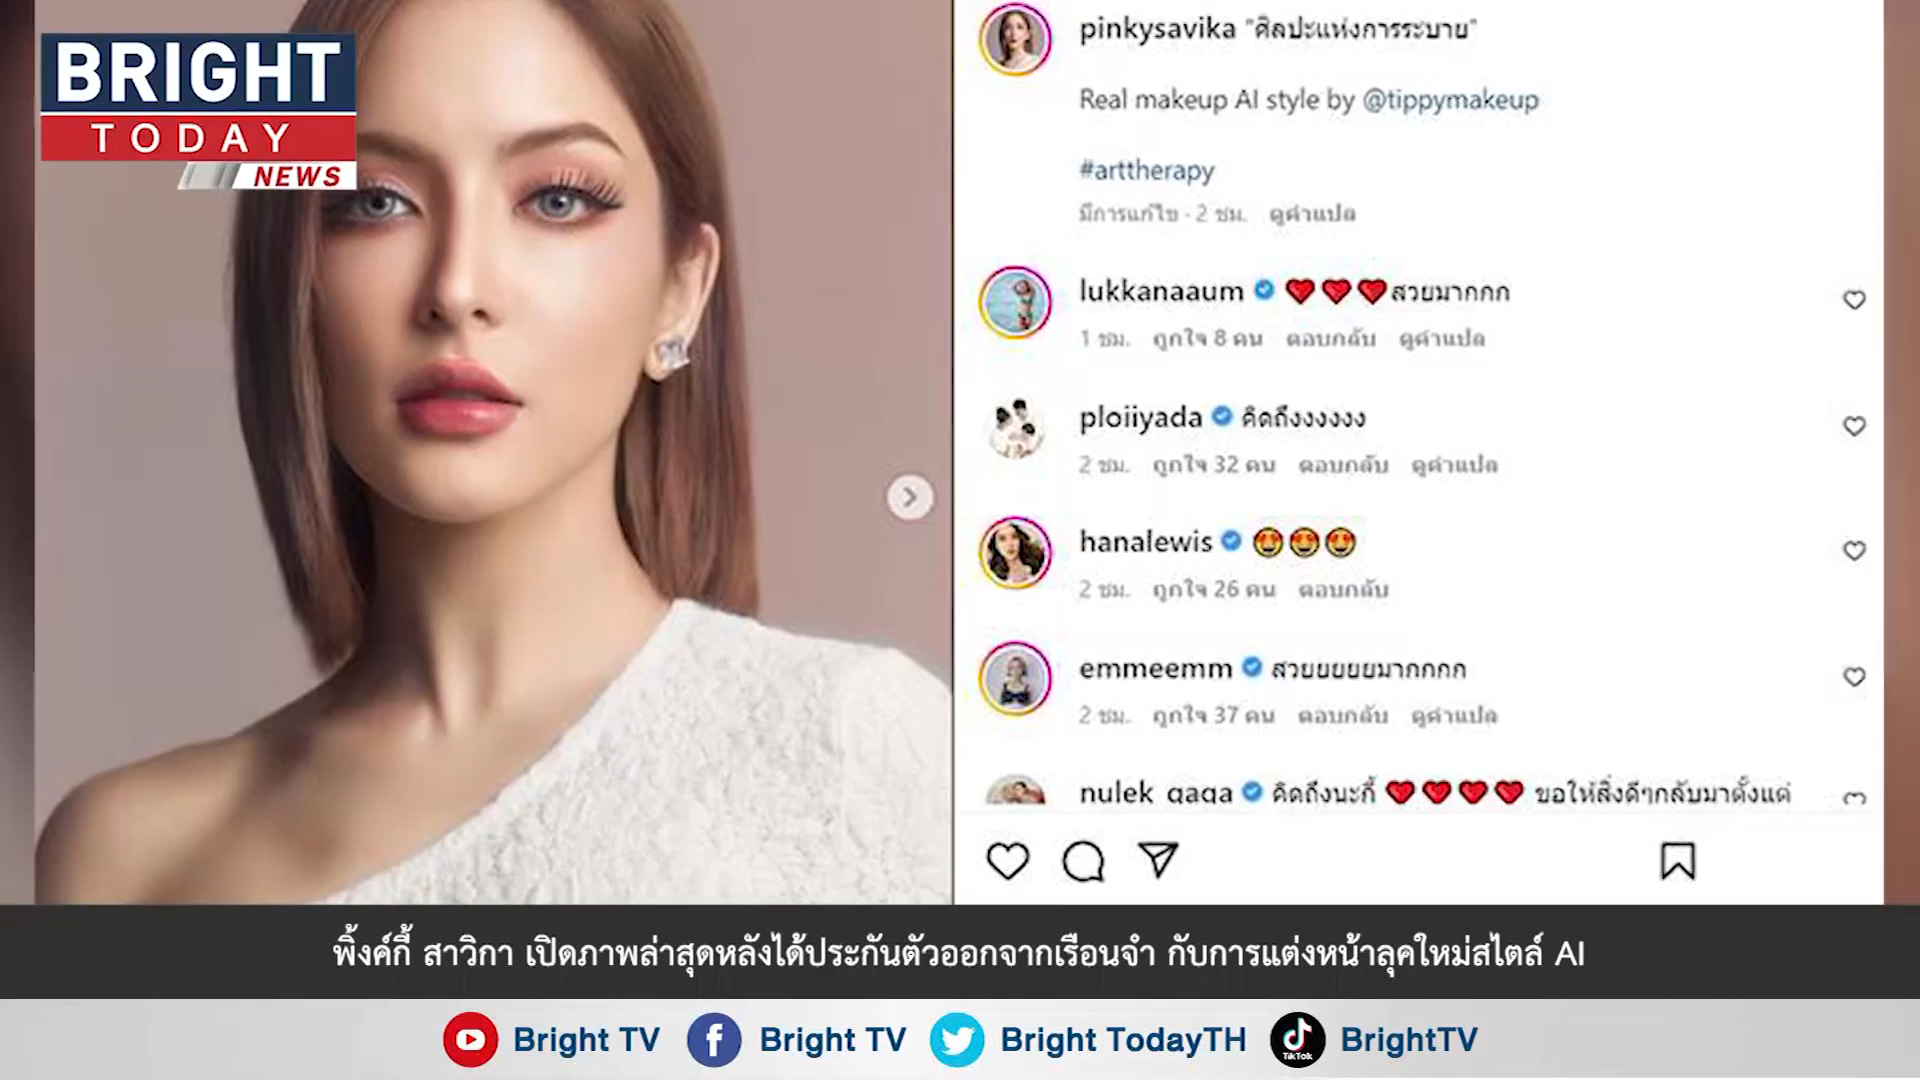 BRIGHT
TODAY
NEWS
pinkysavika "ศิลปะแห่งการระบาย"
Real makeup AI style by @tippymakeup
#arttherapy
มีการแก้ไข · 2 ชม. ดูคำแปล
lukkanaaum ❤❤❤สวยมากกก
1 ชม. ถูกใจ 8 คน ตอบกลับ ดูคำแปล
ploiiyada คิดถึงงงงงง
2 ชม. ถูกใจ 32 คน ตอบกลับ ดูคำแปล
hanalewis 😍😍😍
2 ชม. ถูกใจ 26 คน ตอบกลับ
emmeemm สวยยยยยมากกกก
2 ชม. ถูกใจ 37 คน ตอบกลับ ดูคำแปล
nulek_gaga คิดถึงนะกี้ ❤❤❤❤ ขอให้สิ่งดีๆกลับมาตั้งแต่
พิ้งค์กี้ สาวิกา เปิดภาพล่าสุดหลังได้ประกันตัวออกจากเรือนจำ กับการแต่งหน้าลุคใหม่สไตล์ AI
Bright TV Bright TV Bright TodayTH TikTok BrightTV